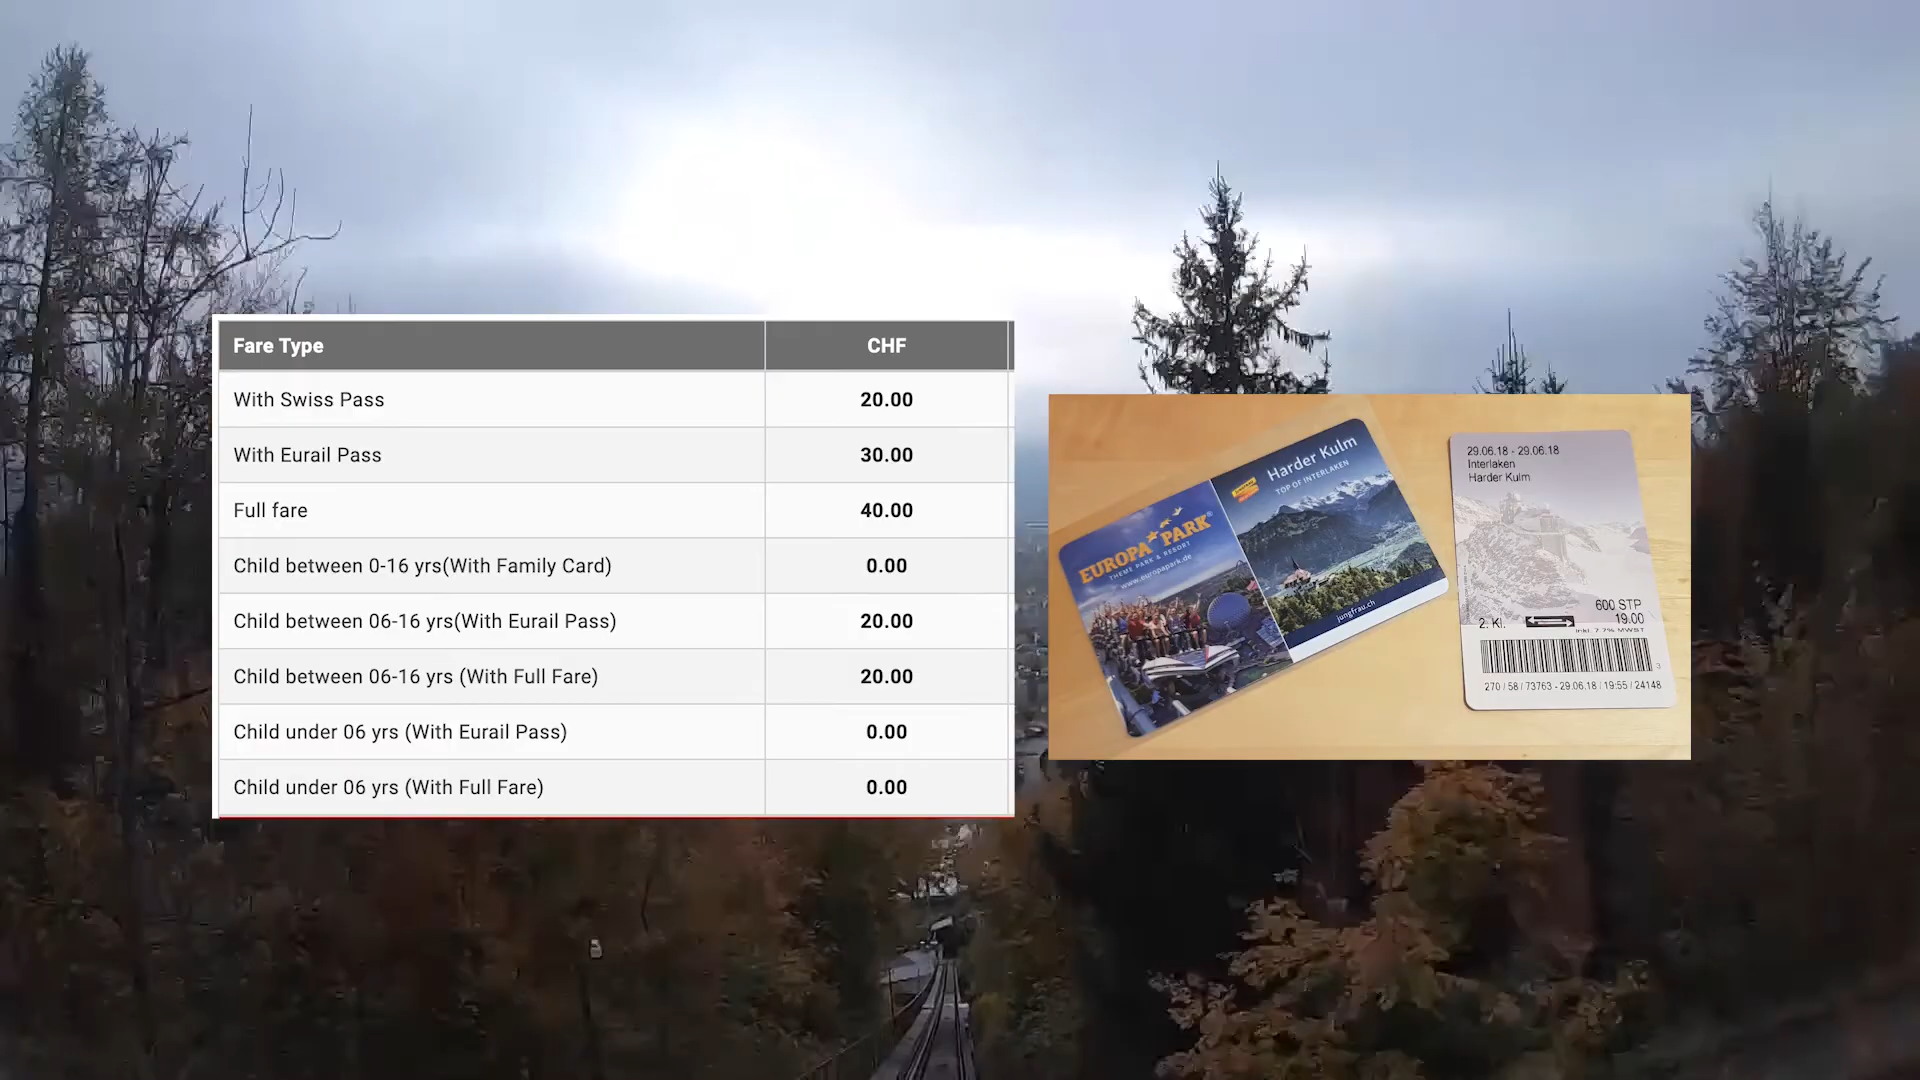 Fare Type CHF
With Swiss Pass 20.00
With Eurail Pass 30.00
Full fare 40.00
Child between 0-16 yrs(With Family Card) 0.00
Child between 06-16 yrs(With Eurail Pass) 20.00
Child between 06-16 yrs (With Full Fare) 20.00
Child under 06 yrs (With Eurail Pass) 0.00
Child under 06 yrs (With Full Fare) 0.00
Harder Kulm
TOP OF INTERLAKEN
EUROPA PARK®
THEME PARK & RESORT
www.europapark.de
jungfrau.ch
29.06.18 - 29.06.18
Interlaken
Harder Kulm
600 STP
2. Kl. 19.00
inkl. 7.7% MWST
3
270 / 58 / 73763 - 29.06.18 / 19:55 / 24148